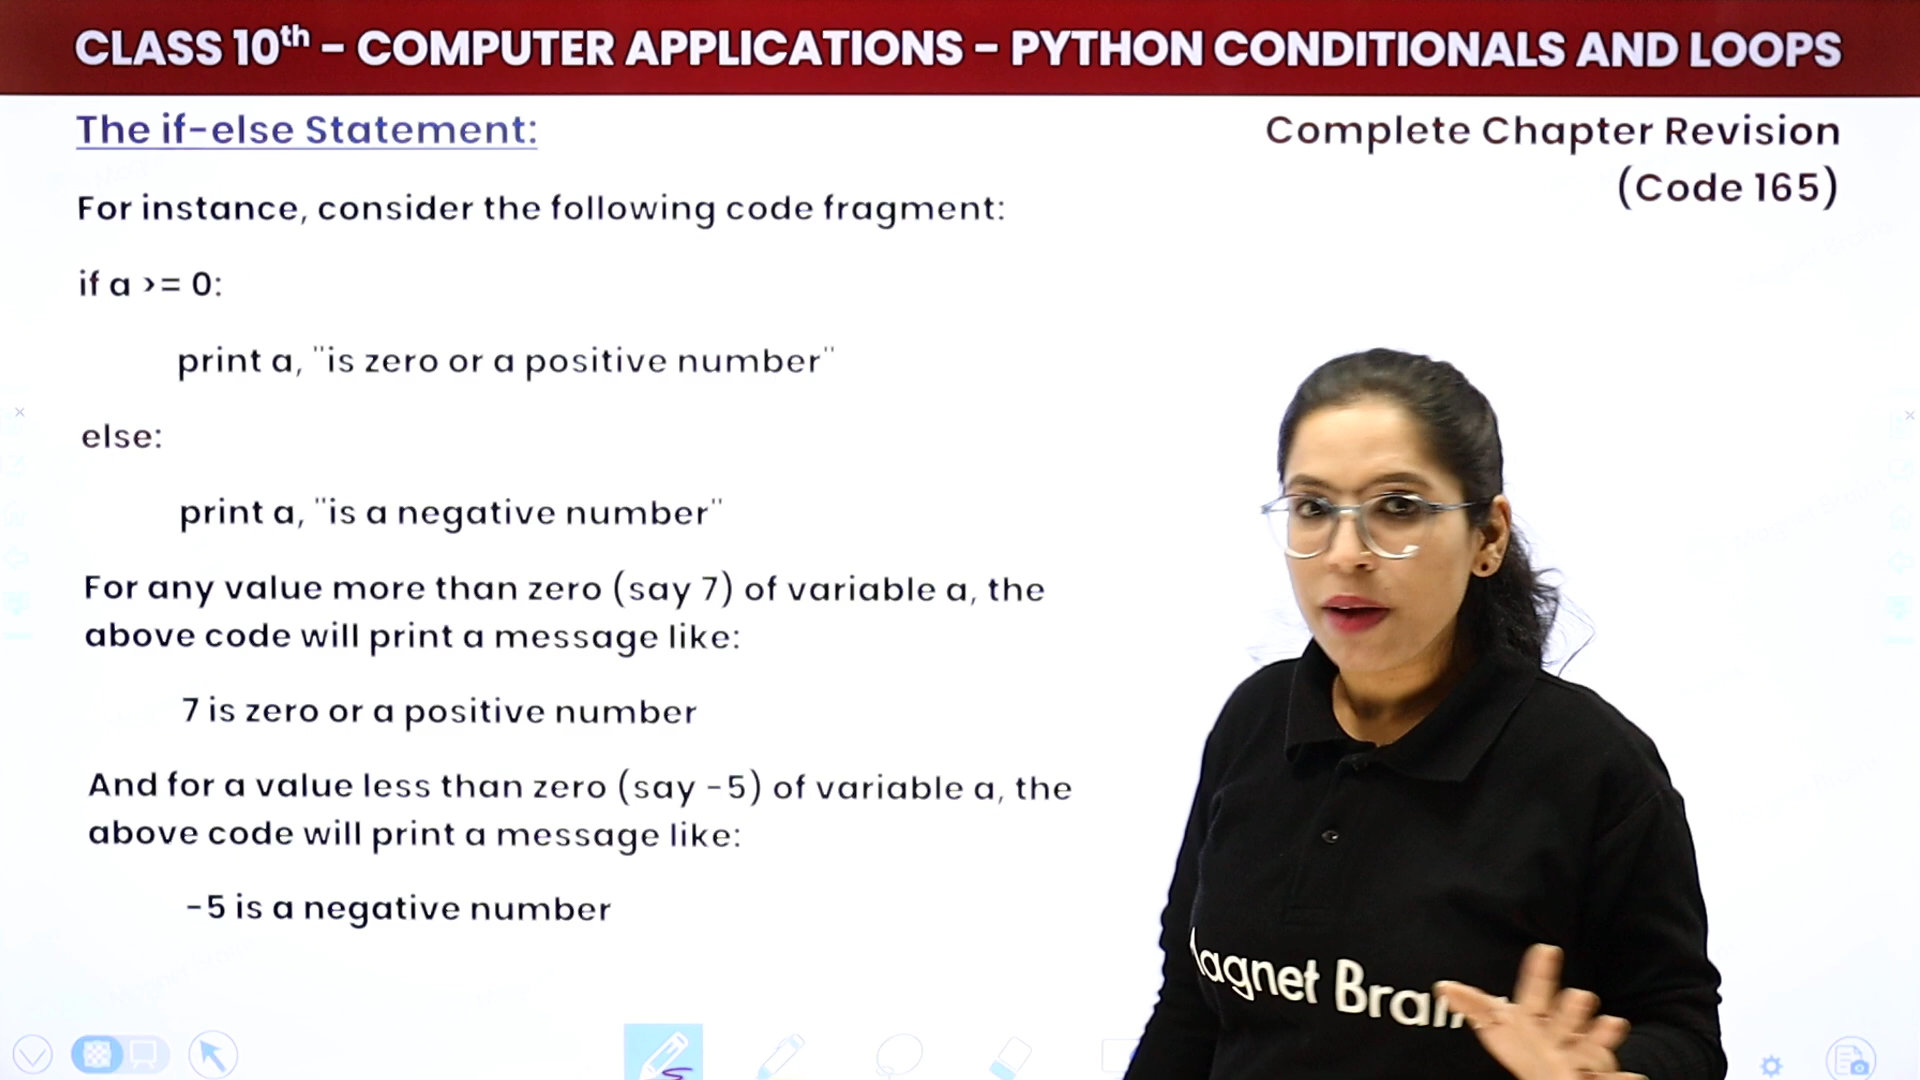 CLASS 10th – COMPUTER APPLICATIONS – PYTHON CONDITIONALS AND LOOPS
The if-else Statement:
Complete Chapter Revision
(Code 165)
For instance, consider the following code fragment:
if a >= 0:
print a, "is zero or a positive number"
else:
print a, "is a negative number"
For any value more than zero (say 7) of variable a, the
above code will print a message like:
7 is zero or a positive number
And for a value less than zero (say -5) of variable a, the
above code will print a message like:
-5 is a negative number